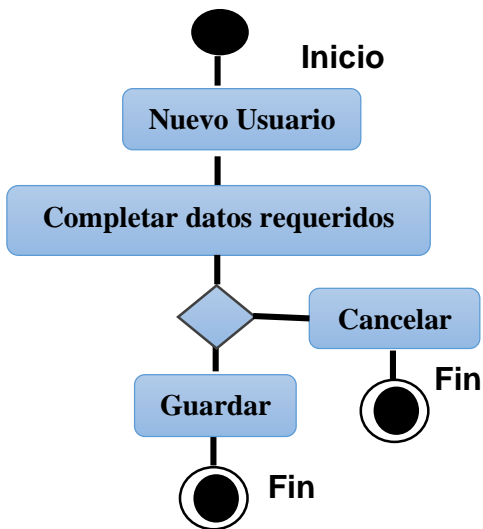 Inicio
Nuevo Usuario
Completar datos requeridos
Cancelar
Fin
Guardar
Fin